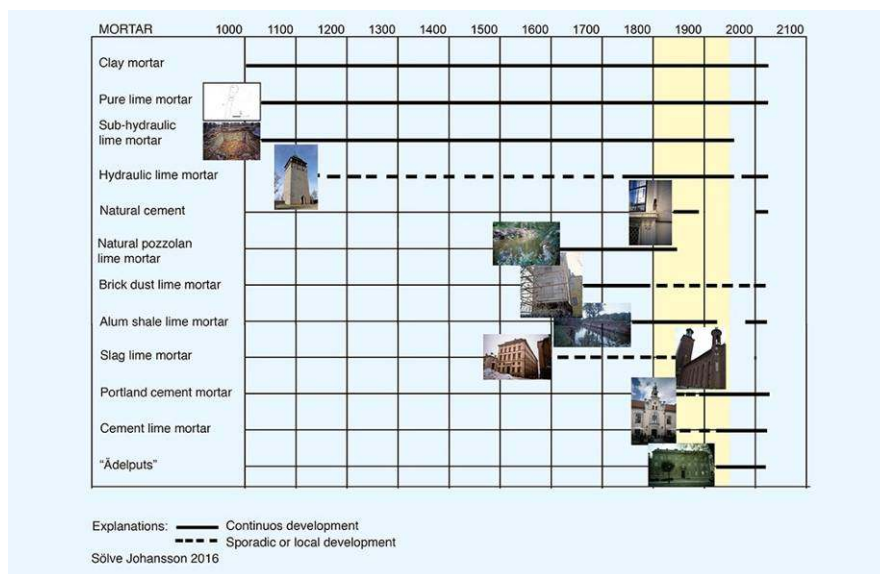 MORTAR 1000 1100 1200 1300 1400 1500 1600 1700 1800 1900 2000 2100
Clay mortar
Pure lime mortar
Sub-hydraulic
lime mortar
Hydraulic lime mortar
Natural cement
Natural pozzolan
lime mortar
Brick dust lime mortar
Alum shale lime mortar
Slag lime mortar
Portland cement mortar
Cement lime mortar
“Ädelputs”
Explanations: Continuos development
Sporadic or local development
Sölve Johansson 2016